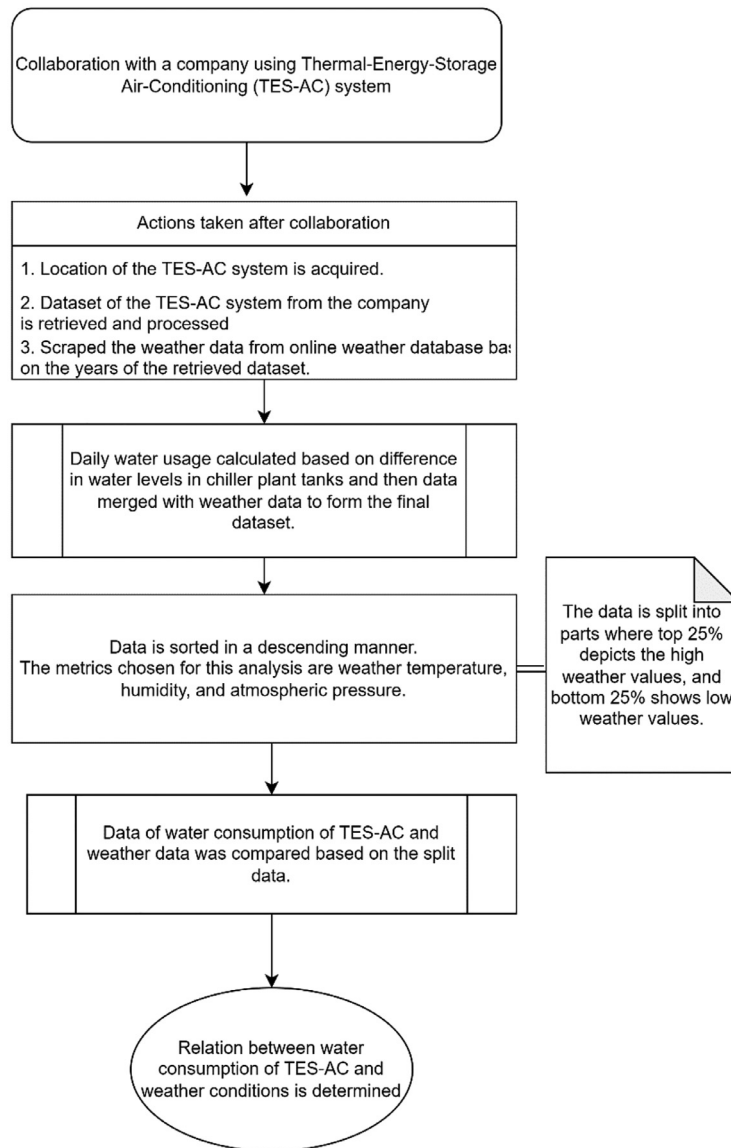 Collaboration with a company using Thermal-Energy-Storage
Air-Conditioning (TES-AC) system
Actions taken after collaboration
1. Location of the TES-AC system is acquired.
2. Dataset of the TES-AC system from the company
is retrieved and processed
3. Scraped the weather data from online weather database
on the years of the retrieved dataset.
Daily water usage calculated based on difference
in water levels in chiller plant tanks and then data
merged with weather data to form the final
dataset.
Data is sorted in a descending manner.
The metrics chosen for this analysis are weather temperature,
humidity, and atmospheric pressure.
The data is split into
parts where top 25%
depicts the high
weather values, and
bottom 25% shows low
weather values.
Data of water consumption of TES-AC and
weather data was compared based on the split
data.
Relation between water
consumption of TES-AC and
weather conditions is determined